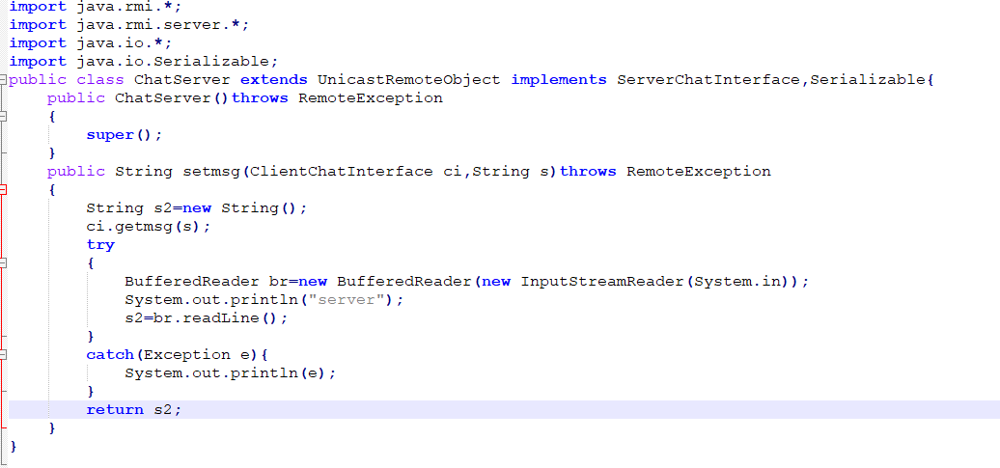 import java.rmi.*;
import java.rmi.server.*;
import java.io.*;
import java.io.Serializable;
public class ChatServer extends UnicastRemoteObject implements ServerChatInterface,Serializable{
    public ChatServer()throws RemoteException
    {
        super();
    }
    public String setmsg(ClientChatInterface ci,String s)throws RemoteException
    {
        String s2=new String();
        ci.getmsg(s);
        try
        {
            BufferedReader br=new BufferedReader(new InputStreamReader(System.in));
            System.out.println("server");
            s2=br.readLine();
        }
        catch(Exception e){
            System.out.println(e);
        }
        return s2;
    }
}